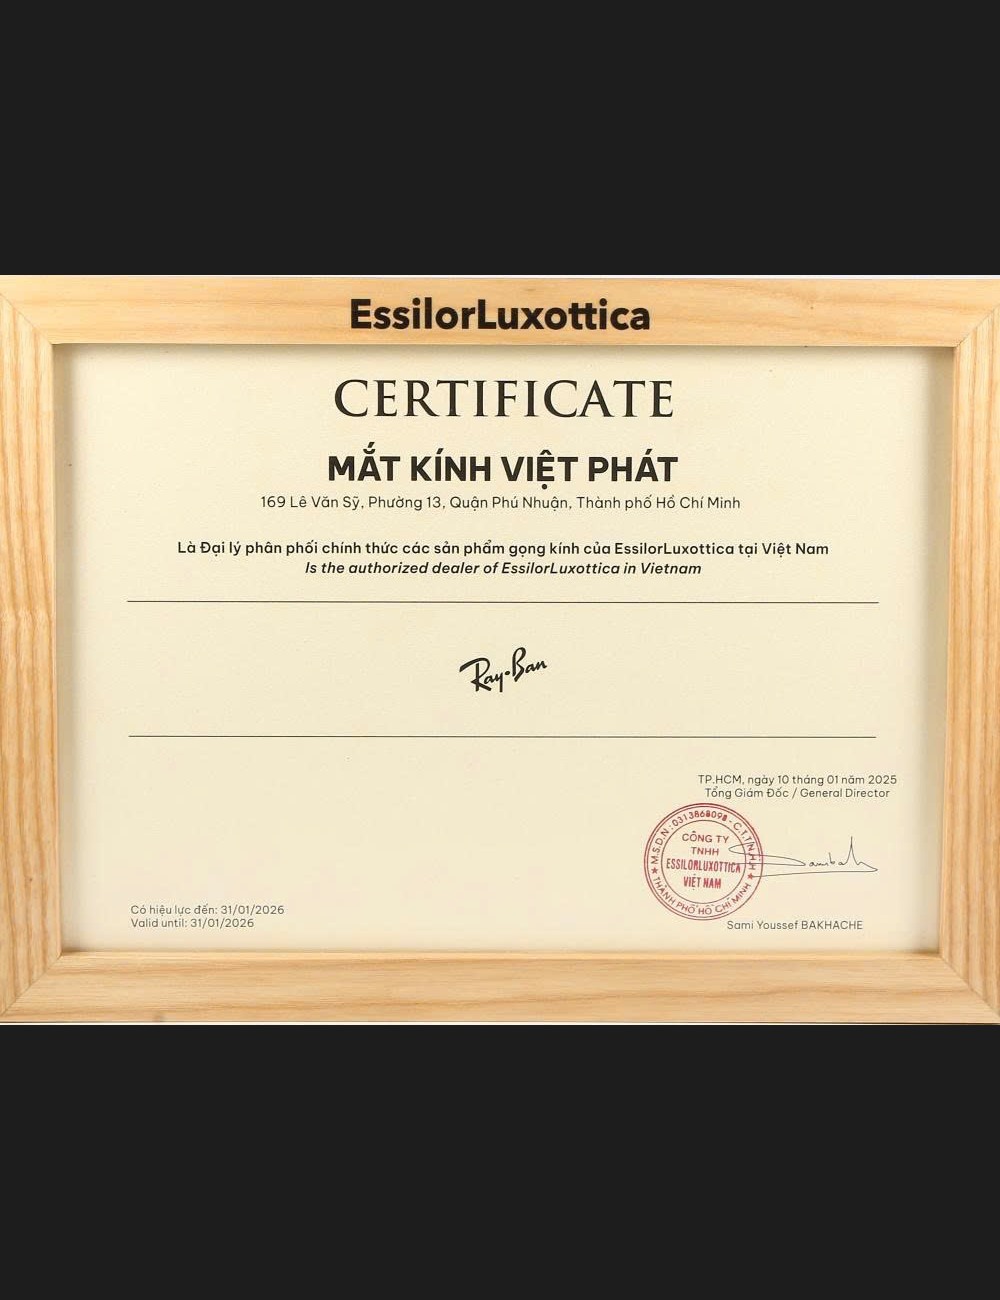 EssilorLuxottica
CERTIFICATE
MẮT KÍNH VIỆT PHÁT
169 Lê Văn Sỹ, Phường 13, Quận Phú Nhuận, Thành phố Hồ Chí Minh
Là Đại lý phân phối chính thức các sản phẩm gọng kính của EssilorLuxottica tại Việt Nam
Is the authorized dealer of EssilorLuxottica in Vietnam
Ray-Ban
TP.HCM, ngày 10 tháng 01 năm 2025
Tổng Giám Đốc / General Director
M.S.D.N: 0313868098 - C.T.T.N.H.H
CÔNG TY
TNHH
ESSILORLUXOTTICA
VIỆT NAM
THÀNH PHỐ HỒ CHÍ MINH
Có hiệu lực đến: 31/01/2026
Valid until: 31/01/2026
Sami Youssef BAKHACHE